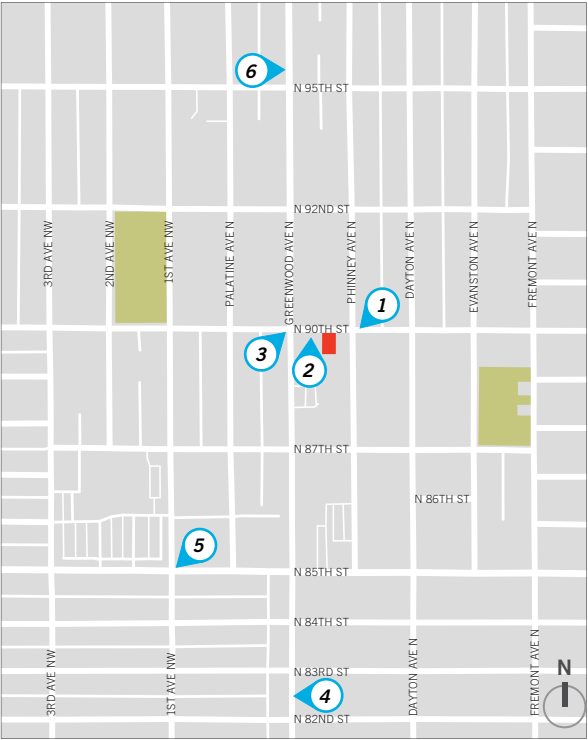 6
N 95TH ST
N 92ND ST
3RD AVE NW
2ND AVE NW
1ST AVE NW
PALATINE AVE N
GREENWOOD AVE N
PHINNEY AVE N
DAYTON AVE N
EVANSTON AVE N
FREMONT AVE N
1
N 90TH ST
3
2
N 87TH ST
N 86TH ST
5
N 85TH ST
N 84TH ST
3RD AVE NW
1ST AVE NW
DAYTON AVE N
FREMONT AVE N
N
N 83RD ST
4
N 82ND ST